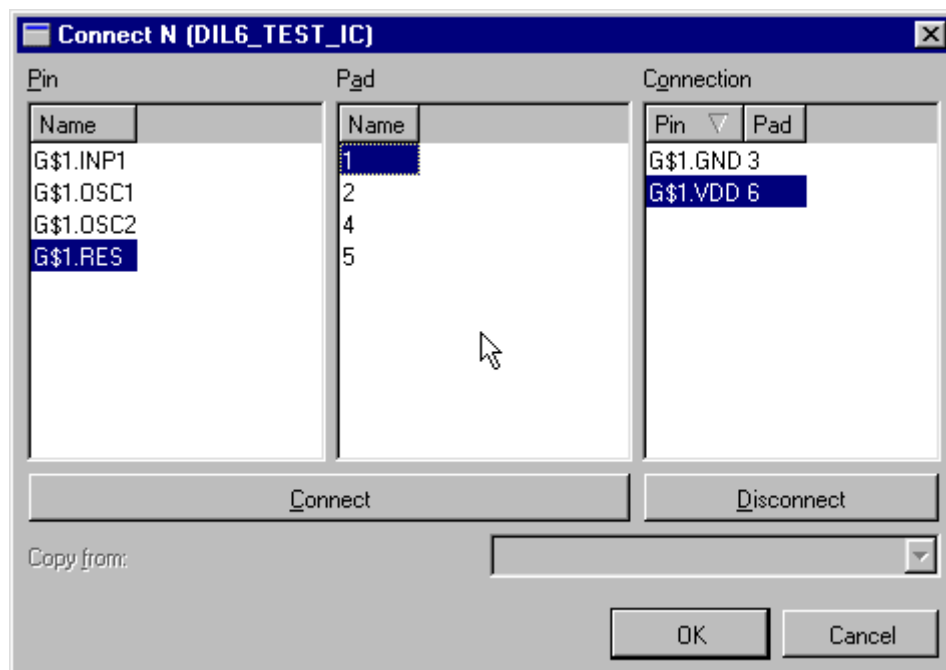 Connect N (DIL6_TEST_IC)
Pin
Pad
Connection
Name
Name
Pin Pad
G$1.INP1
1
G$1.GND 3
G$1.OSC1
2
G$1.VDD 6
G$1.OSC2
4
G$1.RES
5
Connect
Disconnect
Copy from:
OK
Cancel